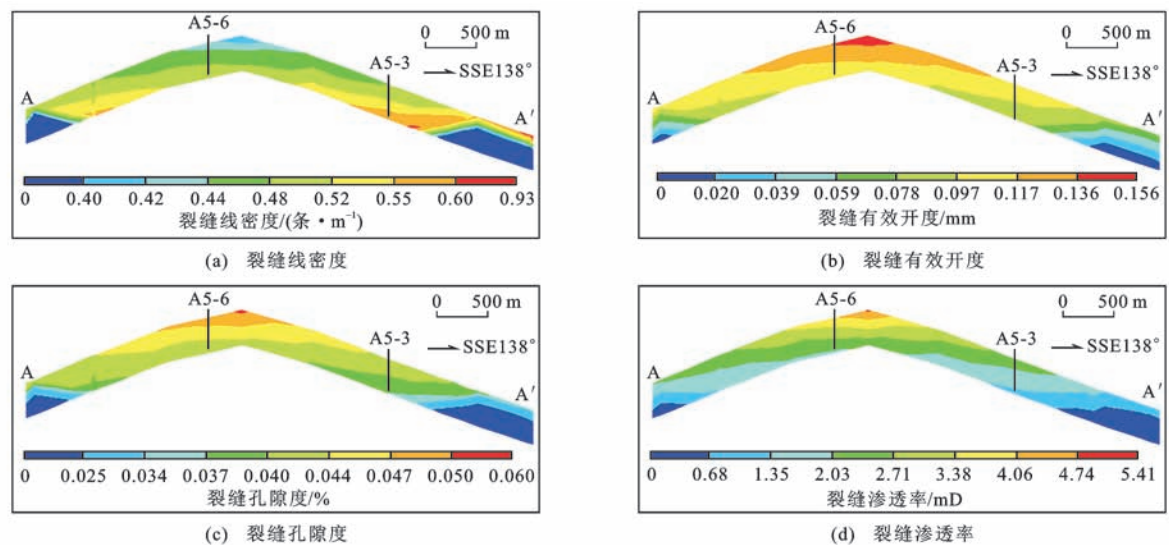 A5-6
0 500 m
A5-3
SSE138°
A
A′
0 0.40 0.42 0.44 0.48 0.52 0.55 0.60 0.93
裂缝线密度/(条·m⁻¹)
(a) 裂缝线密度
A5-6
0 500 m
A5-3
SSE138°
A
A′
0 0.020 0.039 0.059 0.078 0.097 0.117 0.136 0.156
裂缝有效开度/mm
(b) 裂缝有效开度
A5-6
0 500 m
A5-3
SSE138°
A
A′
0 0.025 0.034 0.037 0.040 0.044 0.047 0.050 0.060
裂缝孔隙度/%
(c) 裂缝孔隙度
A5-6
0 500 m
A5-3
SSE138°
A
A′
0 0.68 1.35 2.03 2.71 3.38 4.06 4.74 5.41
裂缝渗透率/mD
(d) 裂缝渗透率